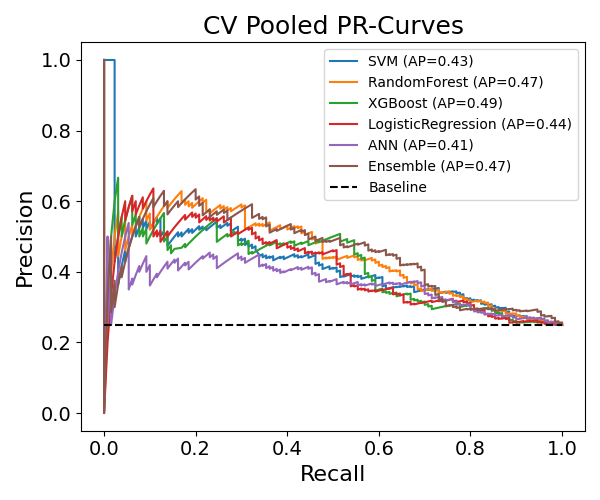 CV Pooled PR-Curves
Precision
1.0
0.8
0.6
0.4
0.2
0.0
SVM (AP=0.43)
RandomForest (AP=0.47)
XGBoost (AP=0.49)
LogisticRegression (AP=0.44)
ANN (AP=0.41)
Ensemble (AP=0.47)
Baseline
0.0 0.2 0.4 0.6 0.8 1.0
Recall